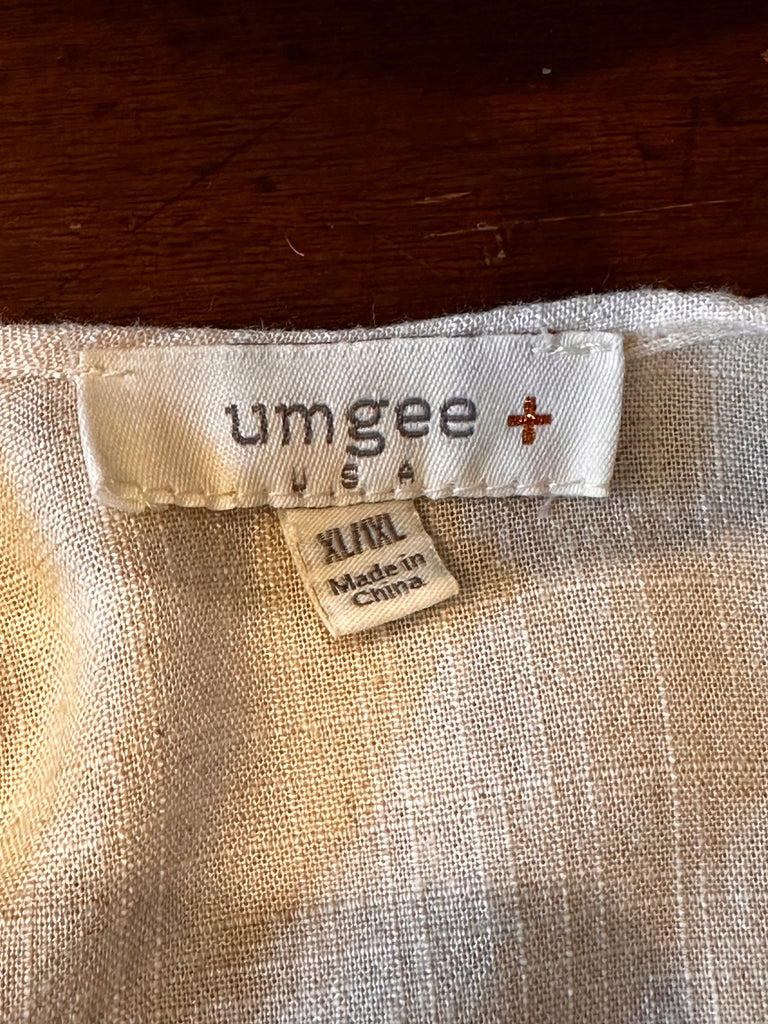 umgee +
USA
XL/1XL
Made in
China